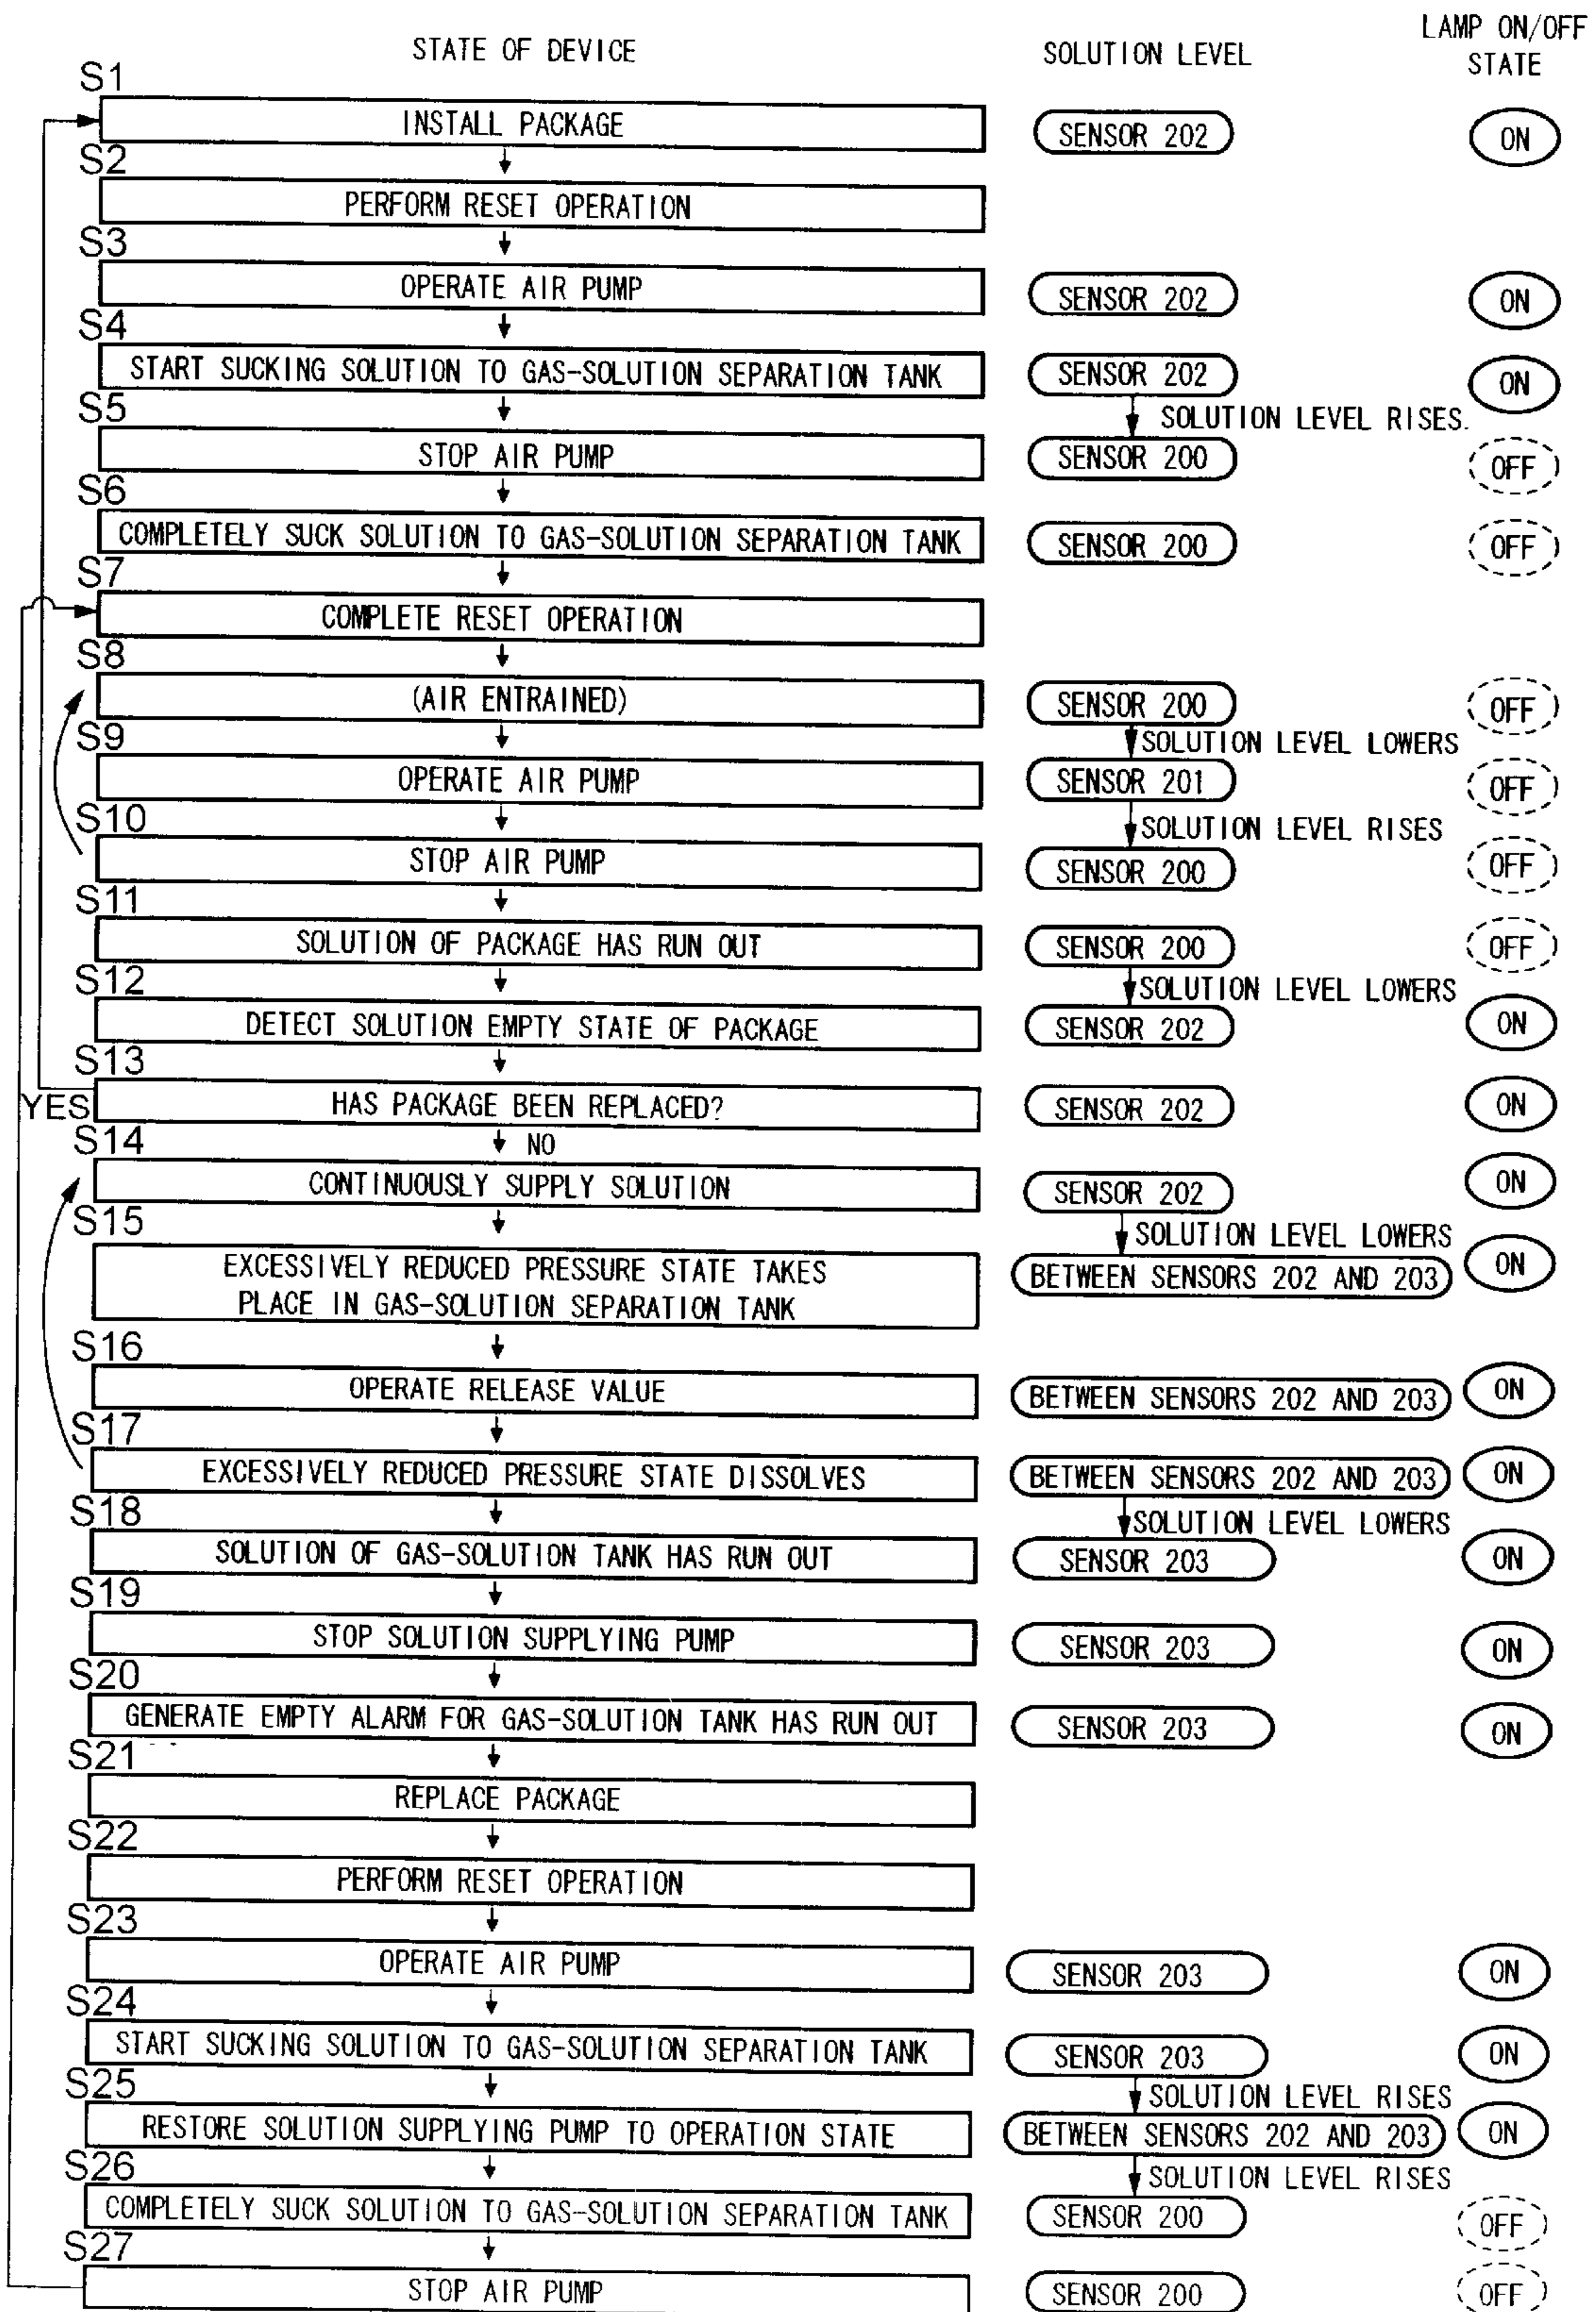 STATE OF DEVICE
SOLUTION LEVEL
LAMP ON/OFF
STATE
S1
INSTALL PACKAGE
SENSOR 202
ON
S2
PERFORM RESET OPERATION
S3
OPERATE AIR PUMP
SENSOR 202
ON
S4
START SUCKING SOLUTION TO GAS-SOLUTION SEPARATION TANK
SENSOR 202
ON
SOLUTION LEVEL RISES.
S5
STOP AIR PUMP
SENSOR 200
OFF
S6
COMPLETELY SUCK SOLUTION TO GAS-SOLUTION SEPARATION TANK
SENSOR 200
OFF
S7
COMPLETE RESET OPERATION
S8
(AIR ENTRAINED)
SENSOR 200
OFF
SOLUTION LEVEL LOWERS
S9
OPERATE AIR PUMP
SENSOR 201
OFF
SOLUTION LEVEL RISES
S10
STOP AIR PUMP
SENSOR 200
OFF
S11
SOLUTION OF PACKAGE HAS RUN OUT
SENSOR 200
OFF
SOLUTION LEVEL LOWERS
S12
DETECT SOLUTION EMPTY STATE OF PACKAGE
SENSOR 202
ON
S13
YES
HAS PACKAGE BEEN REPLACED?
SENSOR 202
ON
NO
S14
CONTINUOUSLY SUPPLY SOLUTION
SENSOR 202
ON
SOLUTION LEVEL LOWERS
S15
EXCESSIVELY REDUCED PRESSURE STATE TAKES
PLACE IN GAS-SOLUTION SEPARATION TANK
BETWEEN SENSORS 202 AND 203
ON
S16
OPERATE RELEASE VALUE
BETWEEN SENSORS 202 AND 203
ON
S17
EXCESSIVELY REDUCED PRESSURE STATE DISSOLVES
BETWEEN SENSORS 202 AND 203
ON
SOLUTION LEVEL LOWERS
S18
SOLUTION OF GAS-SOLUTION TANK HAS RUN OUT
SENSOR 203
ON
S19
STOP SOLUTION SUPPLYING PUMP
SENSOR 203
ON
S20
GENERATE EMPTY ALARM FOR GAS-SOLUTION TANK HAS RUN OUT
SENSOR 203
ON
S21
REPLACE PACKAGE
S22
PERFORM RESET OPERATION
S23
OPERATE AIR PUMP
SENSOR 203
ON
S24
START SUCKING SOLUTION TO GAS-SOLUTION SEPARATION TANK
SENSOR 203
ON
SOLUTION LEVEL RISES
S25
RESTORE SOLUTION SUPPLYING PUMP TO OPERATION STATE
BETWEEN SENSORS 202 AND 203
ON
SOLUTION LEVEL RISES
S26
COMPLETELY SUCK SOLUTION TO GAS-SOLUTION SEPARATION TANK
SENSOR 200
OFF
S27
STOP AIR PUMP
SENSOR 200
OFF